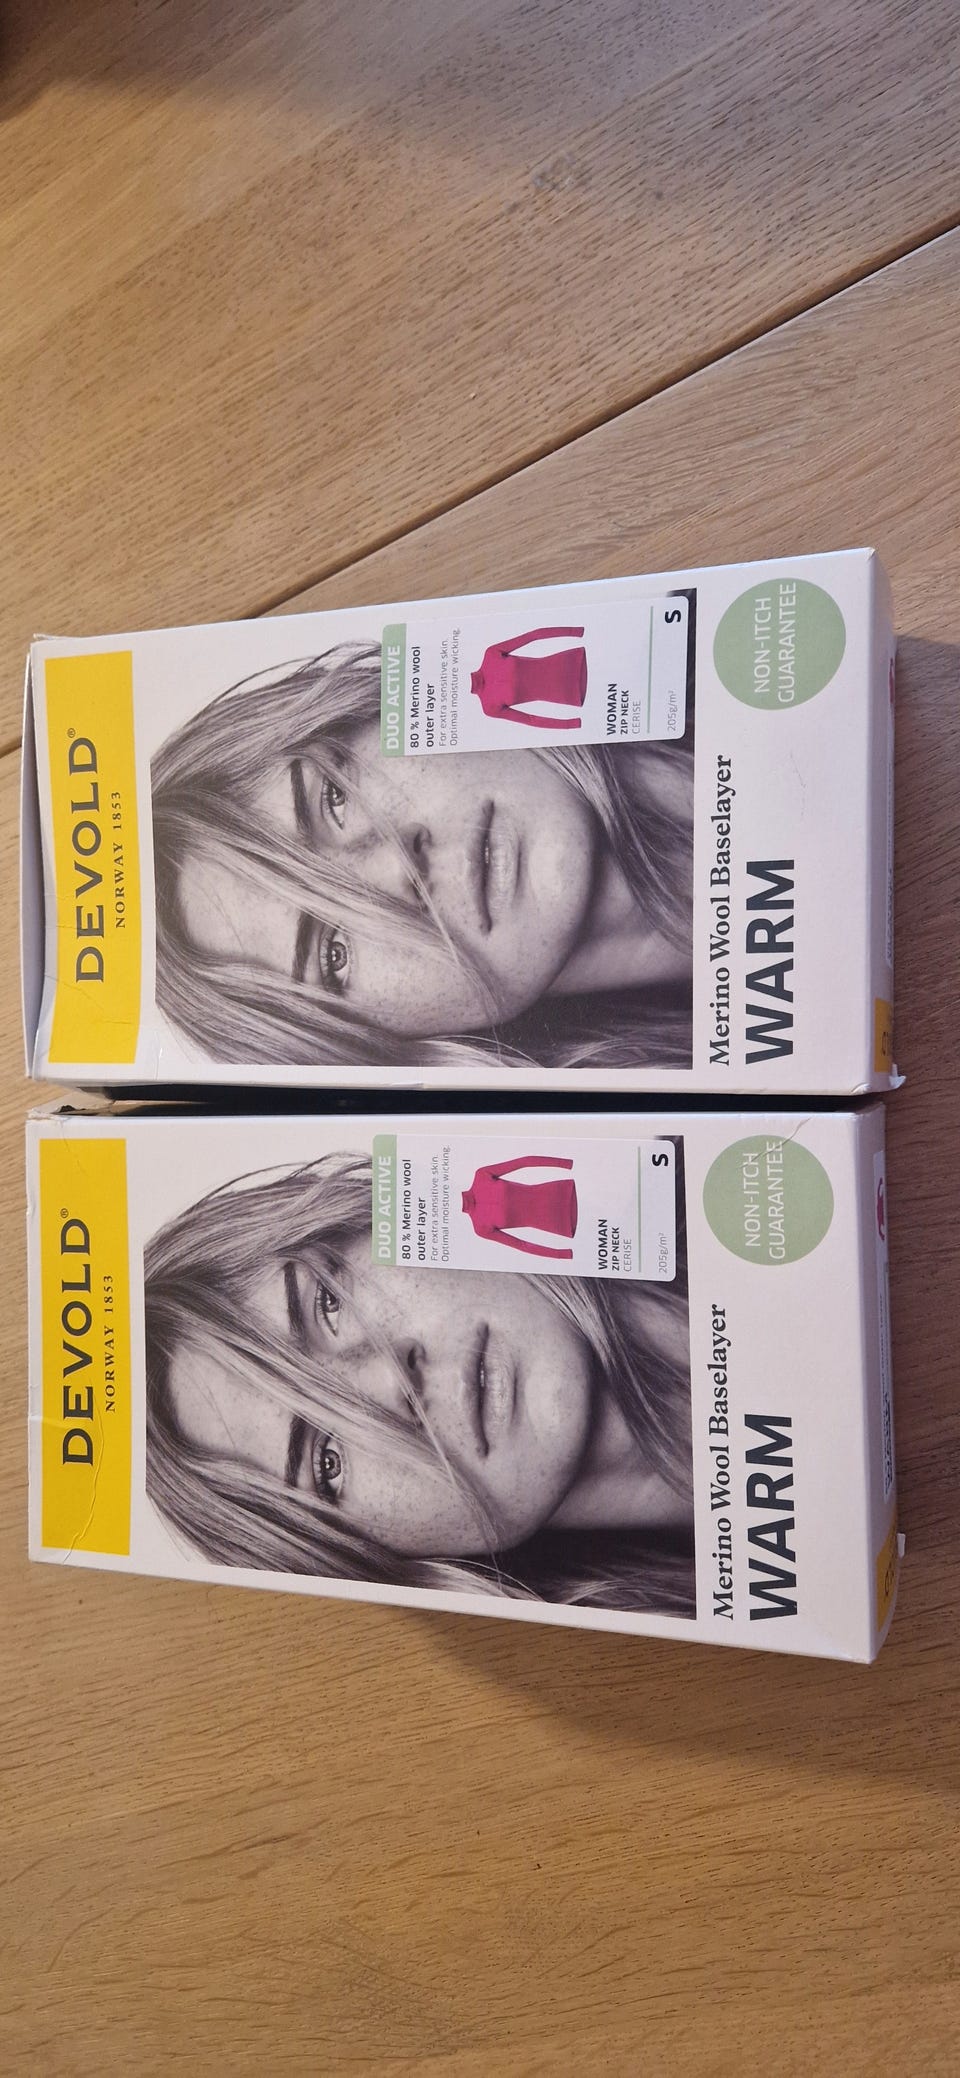 DEVOLD®
NORWAY 1853
DUO ACTIVE
80 % Merino wool
outer layer
For extra sensitive skin.
Optimal moisture wicking.
WOMAN
ZIP NECK
CERISE
205g/m²
S
Merino Wool Baselayer
WARM
NON-ITCH
GUARANTEE
DEVOLD®
NORWAY 1853
DUO ACTIVE
80 % Merino wool
outer layer
For extra sensitive skin.
Optimal moisture wicking.
WOMAN
ZIP NECK
CERISE
205g/m²
S
Merino Wool Baselayer
WARM
NON-ITCH
GUARANTEE